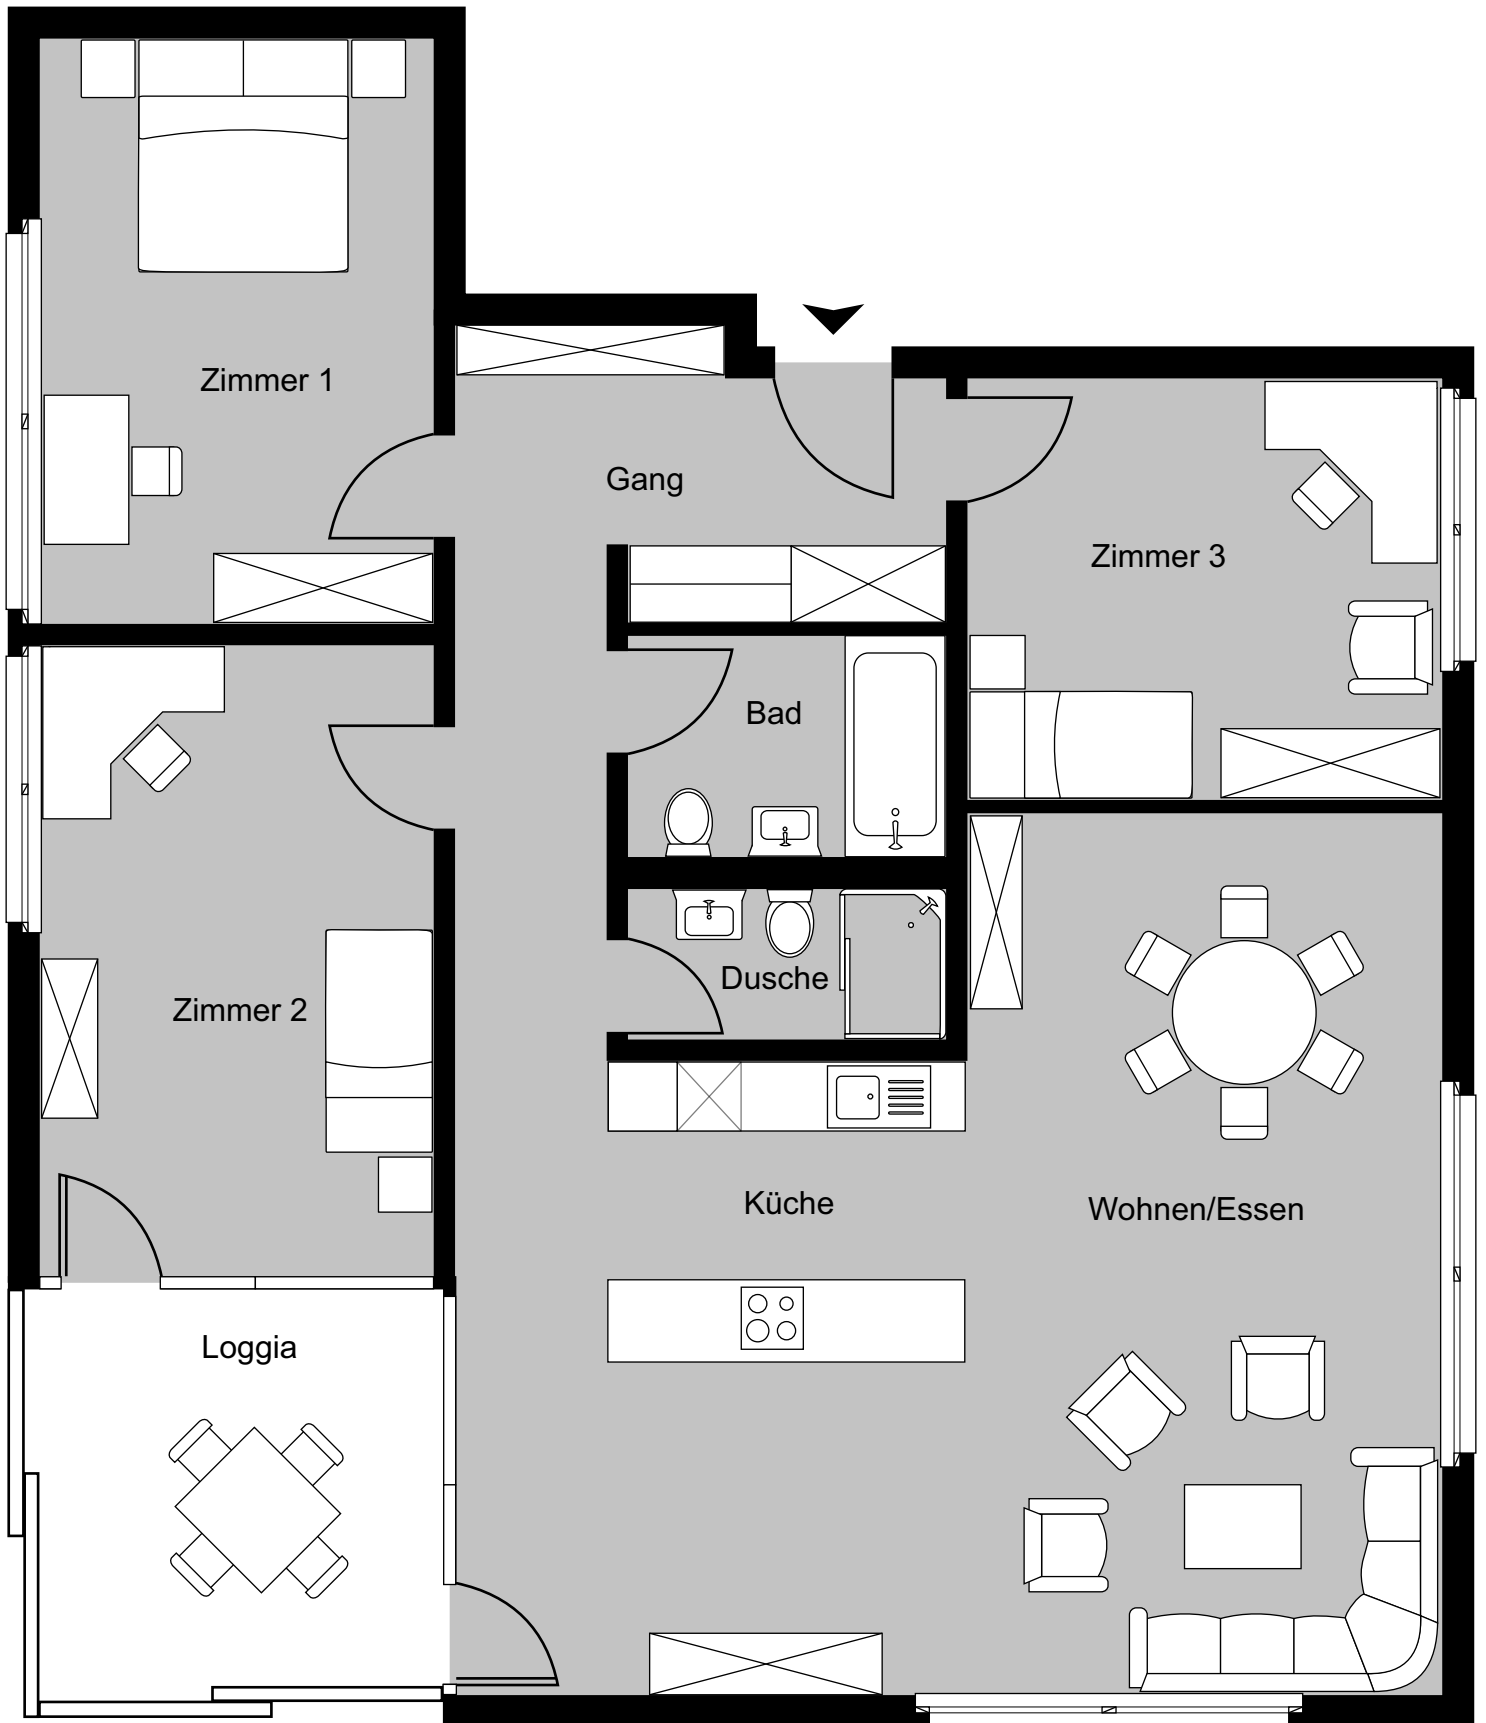 Zimmer 1
Gang
Zimmer 3
Bad
Dusche
Zimmer 2
Küche
Wohnen/Essen
Loggia